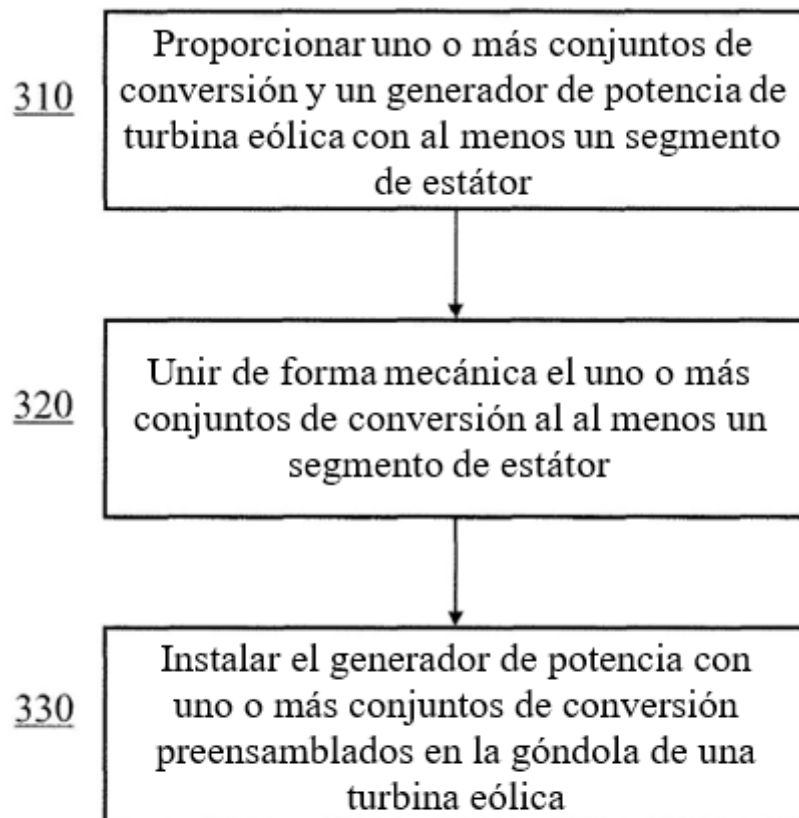 310
Proporcionar uno o más conjuntos de
conversión y un generador de potencia de
turbina eólica con al menos un segmento
de estátor
320
Unir de forma mecánica el uno o más
conjuntos de conversión al al menos un
segmento de estátor
330
Instalar el generador de potencia con
uno o más conjuntos de conversión
preensamblados en la góndola de una
turbina eólica